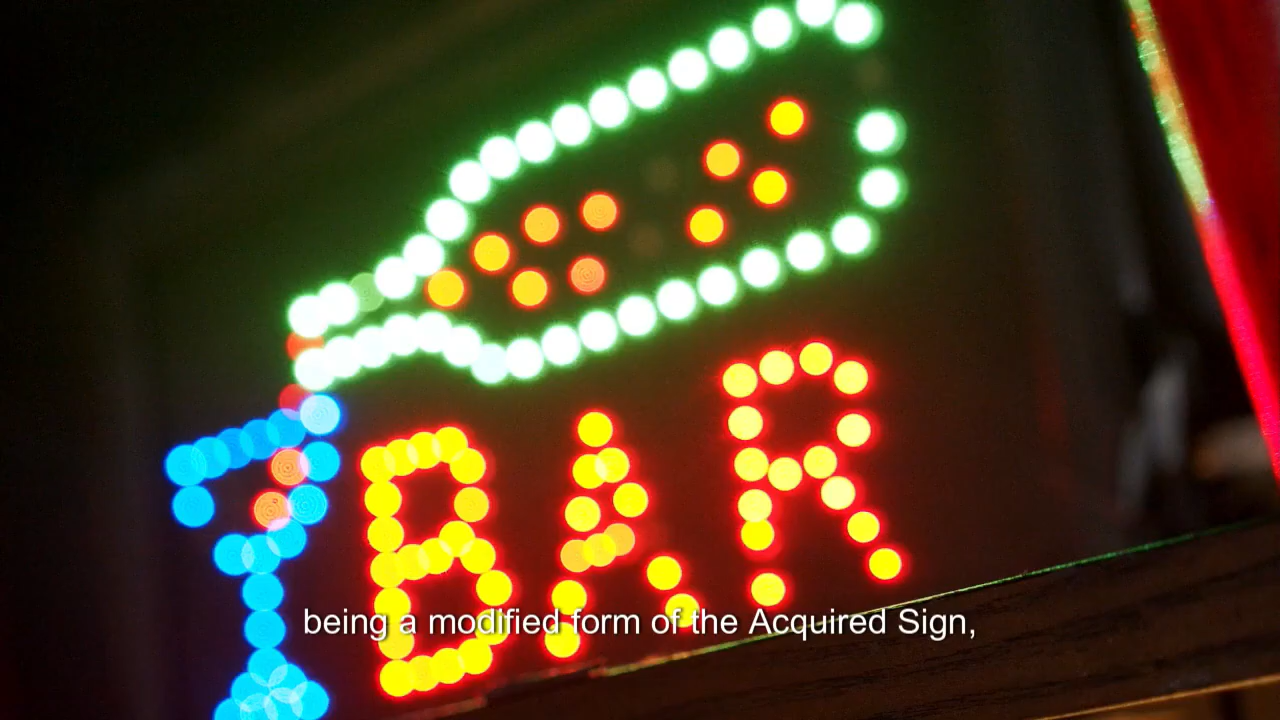 BAR
being a modified form of the Acquired Sign,